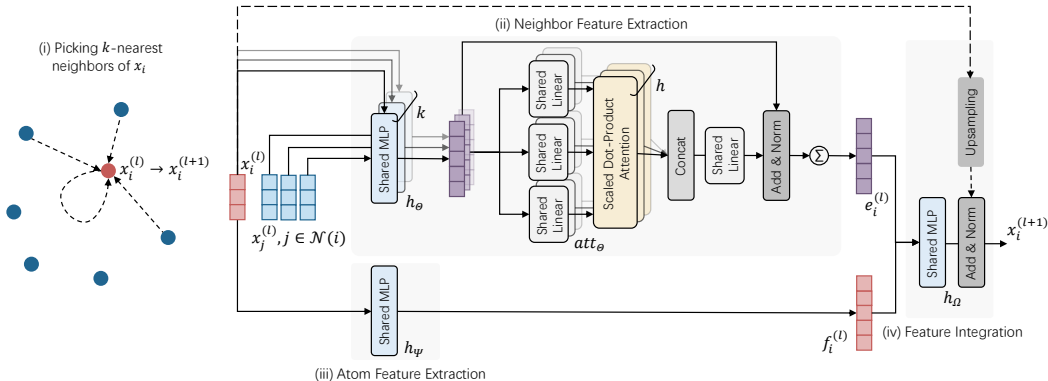 (i) Picking k-nearest
neighbors of x_i
x_i^(l) → x_i^(l+1)
(ii) Neighbor Feature Extraction
x_i^(l)
x_j^(l), j ∈ 𝒩(i)
Shared MLP
k
h_Θ
Shared
Linear
Shared
Linear
Shared
Linear
att_Θ
Scaled Dot-Product
Attention
h
Concat
Shared
Linear
Add & Norm
Σ
e_i^(l)
Shared MLP
h_Ψ
(iii) Atom Feature Extraction
f_i^(l)
Upsampling
Shared MLP
h_Ω
Add & Norm
x_i^(l+1)
(iv) Feature Integration